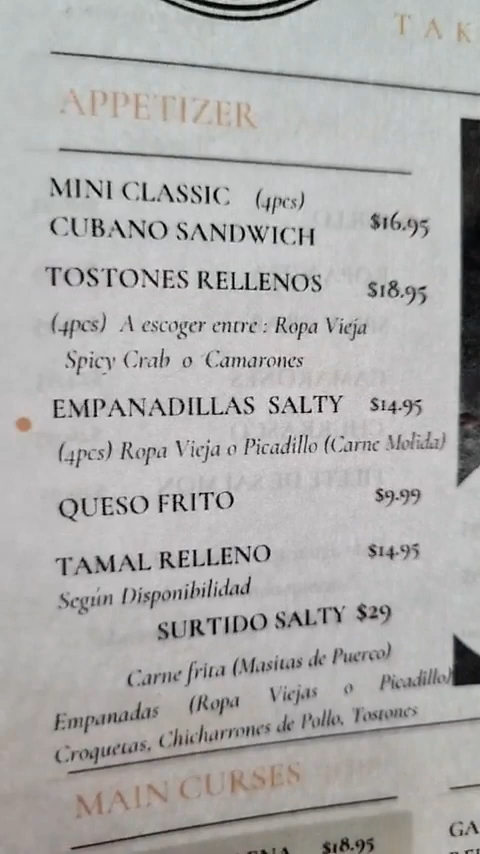 TAK
APPETIZER
MINI CLASSIC (4pcs)
CUBANO SANDWICH $16.95
TOSTONES RELLENOS $18.95
(4pcs) A escoger entre : Ropa Vieja
Spicy Crab o Camarones
EMPANADILLAS SALTY $14.95
(4pcs) Ropa Vieja o Picadillo (Carne Molida)
QUESO FRITO $9.99
TAMAL RELLENO $14.95
Según Disponibilidad
SURTIDO SALTY $29
Carne frita (Masitas de Puerco)
Empanadas (Ropa Viejas o Picadillo)
Croquetas, Chicharrones de Pollo, Tostones
MAIN CURSES
$18.95
GA